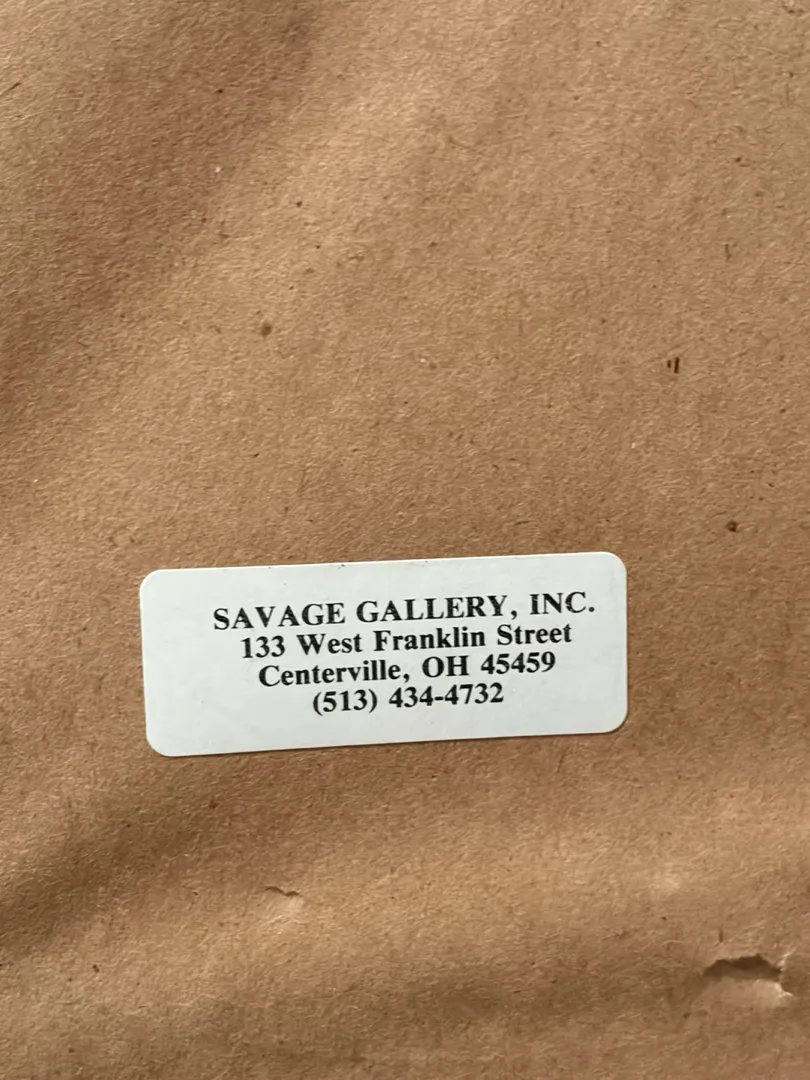 SAVAGE GALLERY, INC.
133 West Franklin Street
Centerville, OH 45459
(513) 434-4732